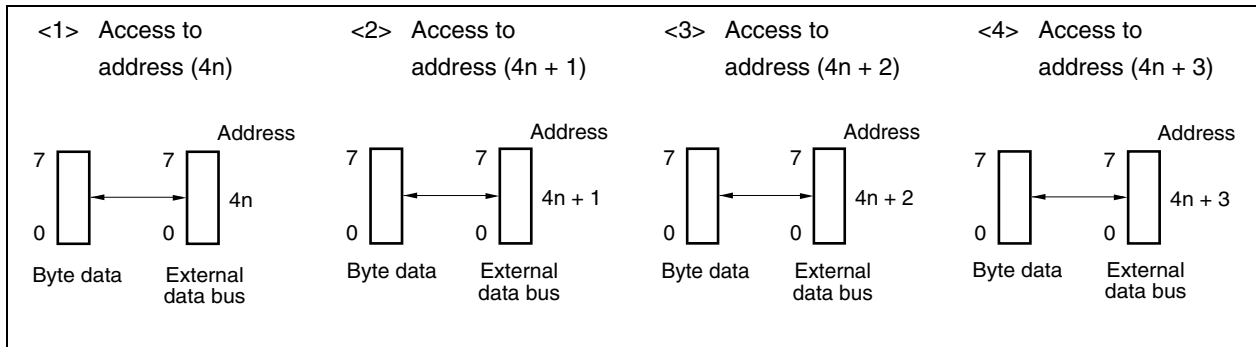 <1> Access to
address (4n)
Address
7
7
4n
0
0
Byte data
External
data bus
<2> Access to
address (4n + 1)
Address
7
7
4n + 1
0
0
Byte data
External
data bus
<3> Access to
address (4n + 2)
Address
7
7
4n + 2
0
0
Byte data
External
data bus
<4> Access to
address (4n + 3)
Address
7
7
4n + 3
0
0
Byte data
External
data bus